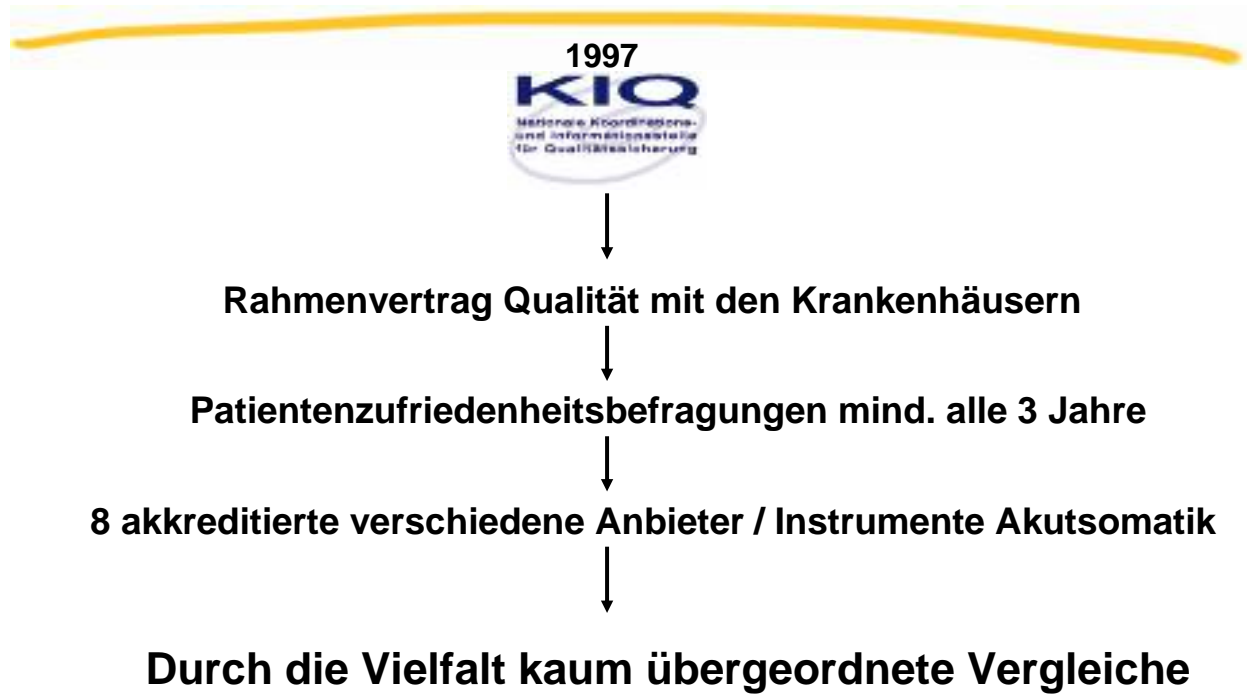 1997
KIQ
Nationale Koordinations-
und Informationsstelle
für Qualitätssicherung
Rahmenvertrag Qualität mit den Krankenhäusern
Patientenzufriedenheitsbefragungen mind. alle 3 Jahre
8 akkreditierte verschiedene Anbieter / Instrumente Akutsomatik
Durch die Vielfalt kaum übergeordnete Vergleiche